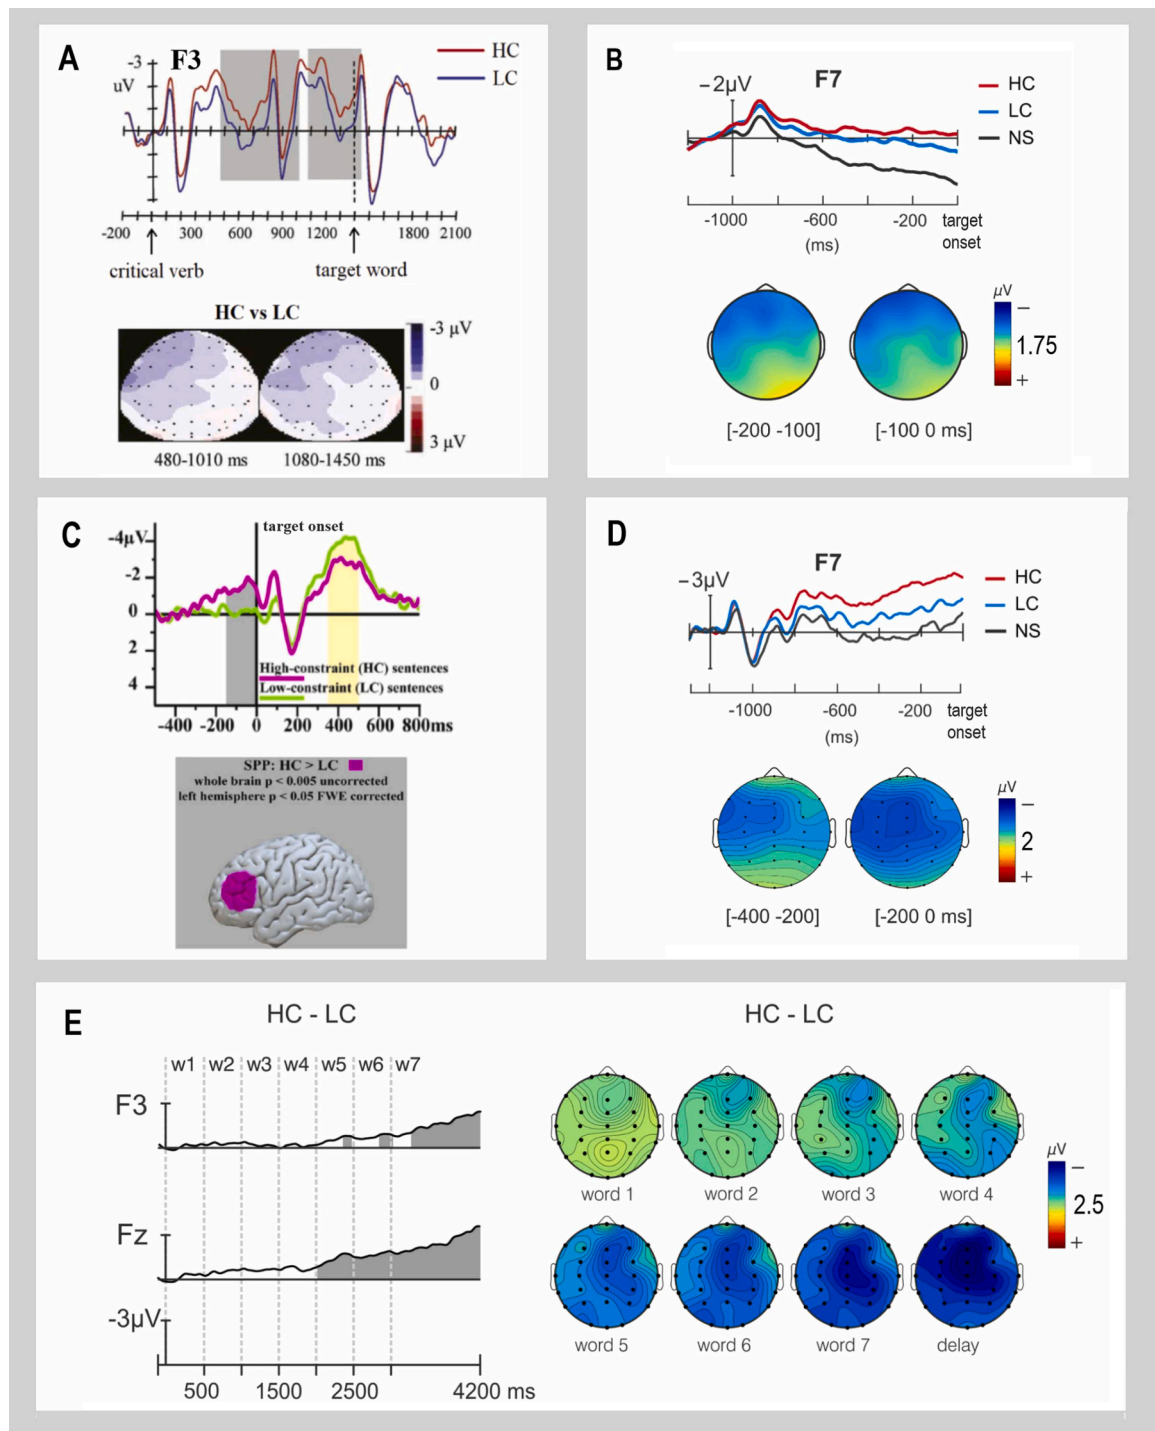 A
F3
HC
LC
-3
uV
-200 300 600 900 1200 1800 2100
critical verb target word
HC vs LC
-3 µV
0
3 µV
480-1010 ms 1080-1450 ms
B
F7
−2µV
HC
LC
NS
-1000 -600 -200 target onset
(ms)
µV
−
1.75
+
[-200 -100] [-100 0 ms]
C
target onset
-4µV
-2
0
2
4
High-constraint (HC) sentences
Low-constraint (LC) sentences
-400 -200 0 200 400 600 800ms
SPP: HC > LC
whole brain p < 0.005 uncorrected
left hemisphere p < 0.05 FWE corrected
D
F7
−3µV
HC
LC
NS
-1000 -600 -200 target onset
(ms)
µV
−
2
+
[-400 -200] [-200 0 ms]
E
HC - LC
w1 w2 w3 w4 w5 w6 w7
F3
Fz
-3µV
500 1500 2500 4200 ms
HC - LC
word 1 word 2 word 3 word 4
word 5 word 6 word 7 delay
µV
−
2.5
+